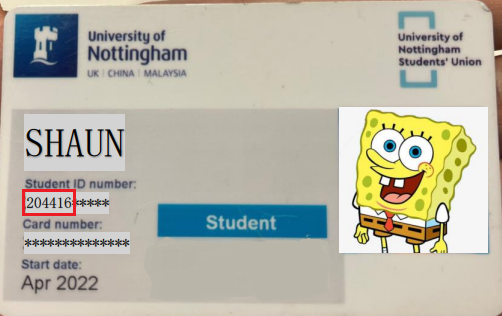 University of
Nottingham
UK | CHINA | MALAYSIA
University of
Nottingham
Students' Union
SHAUN
Student ID number:
204416*****
Card number:
**************
Student
Start date:
Apr 2022